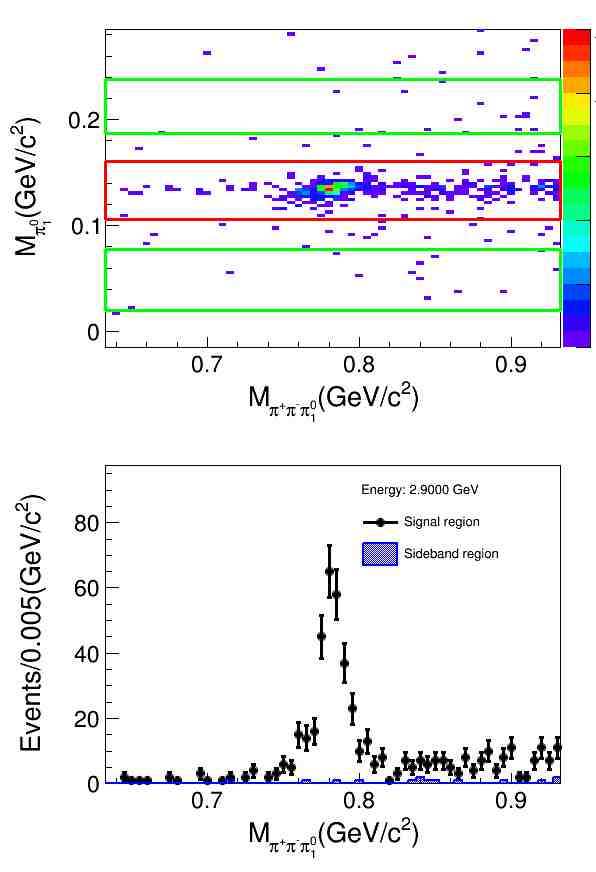 M_{π_1^0}(GeV/c^2)
0.2
0.1
0
0.7 0.8 0.9
M_{π^+π^-π_1^0}(GeV/c^2)
Events/0.005(GeV/c^2)
80
60
40
20
0
Energy: 2.9000 GeV
Signal region
Sideband region
0.7 0.8 0.9
M_{π^+π^-π_1^0}(GeV/c^2)